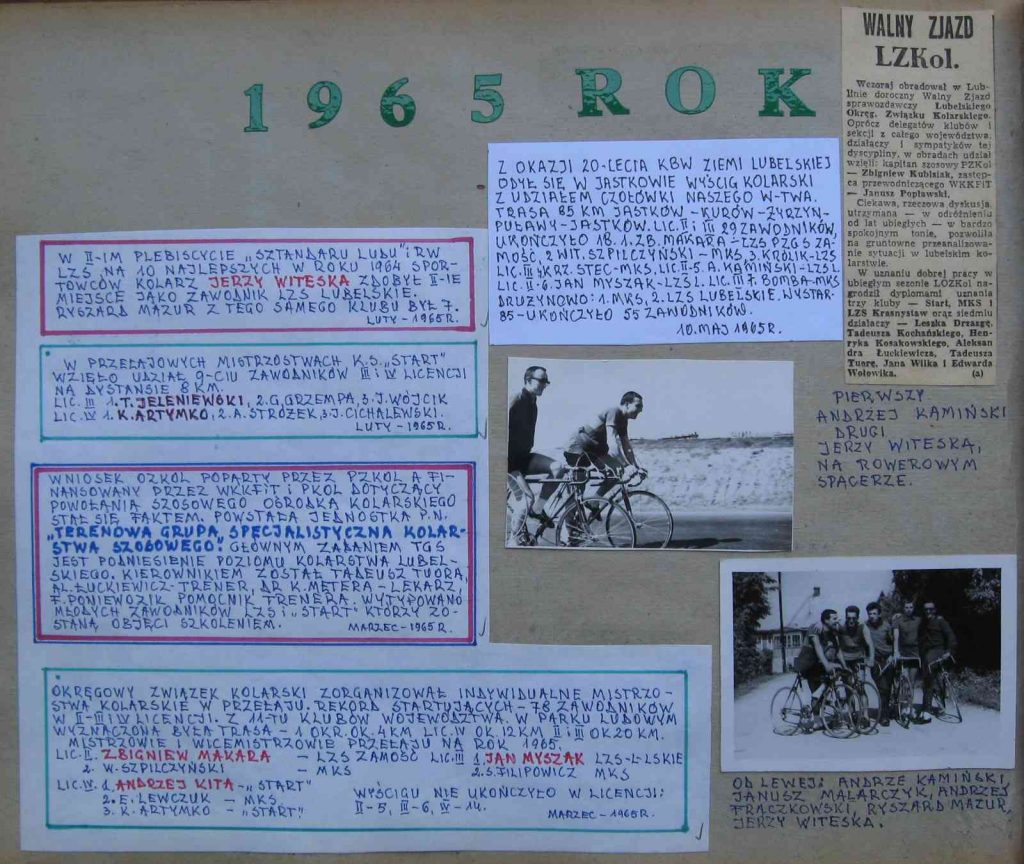 1965 ROK
WALNY ZJAZD
LZKol.
Wczoraj obradował w Lub-
linie doroczny Walny Zjazd
sprawozdawczy Lubelskiego
Okręg. Związku Kolarskiego.
Oprócz delegatów klubów i
sekcji z całego województwa,
działaczy i sympatyków tej
dyscypliny, w obradach udział
wzięli: kapitan szosowy PZKol
— Zbigniew Kubisiak, zastęp-
ca przewodniczącego WKKFiT
— Janusz Popławski.
Ciekawa, rzeczowa dyskusja,
utrzymana — w odróżnieniu
od lat ubiegłych — w bardzo
spokojnym tonie, pozwoliła
na gruntowne przeanalizowa-
nie sytuacji w lubelskim ko-
larstwie.
W uznaniu dobrej pracy w
ubiegłym sezonie LOZKol na-
grodził dyplomami uznania
trzy kluby — Start, MKS i
LZS Krasnystaw oraz siedmiu
działaczy — Leszka Drzazgę,
Tadeusza Kochańskiego, Hen-
ryka Kosakowskiego, Aleksan
dra Łuckiewicza, Tadeusza
Tuorę, Jana Wilka i Edwarda
Wołowika. (a)
Z OKAZJI 20-LECIA KBW ZIEMI LUBELSKIEJ
ODYŁ SIĘ W JASTKOWIE WYŚCIG KOLARSKI
Z UDZIAŁEM CZOŁÓWKI NASZEGO W-TWA.
TRASA 85 KM JASTKÓW - KURÓW - ŻYRZYN-
PUŁAWY - JASTKÓW. LIC. II i III 29 ZAWODNIKÓW,
UKOŃCZYŁO 18. 1. ZB. MAKARA - LZS PZGS ZA-
MOŚĆ, 2. WIT. SZPILCZYŃSKI - MKS, 3. KRÓLIK - LZS
LIC. III 4 KRZ. STEC - MKS, LIC. II - 5. A. KAMIŃSKI - LZS L.
LIC. II - 6. JAN MYSZAK - LZS L. LIC. III 7. BOMBA - MKS
DRUŻYNOWO: 1. MKS, 2. LZS LUBELSKIE. WYSTAR-
85 - UKOŃCZYŁO 55 ZAWODNIKÓW.
10. MAJ 1965 R.
W II-IM PLEBISCYCIE „SZTANDARU LUDU" i RW
LZS NA 10 NAJLEPSZYCH W ROKU 1964 SPOR-
TOWCÓW KOLARZ JERZY WITESKA ZDOBYŁ II-IE
MIEJSCE JAKO ZAWODNIK LZS LUBELSKIE.
RYSZARD MAZUR Z TEGO SAMEGO KLUBU BYŁ 7.
LUTY - 1965 R.
W PRZEŁAJOWYCH MISTRZOSTWACH K.S. „START"
WZIĘŁO UDZIAŁ 9-CIU ZAWODNIKÓW III i IV LICENCJI
NA DYSTANSIE 8 KM.
LIC. III 1. T. JELENIEWSKI, 2. G. GRZEMPA, 3. J. WÓJCIK
LIC. IV 1. K. ARTYMKO, 2. A. STRÓŻEK, 3. J. CICHALEWSKI.
LUTY - 1965 R.
WNIOSEK OZKOL POPARTY PRZEZ PZKOL A FI-
NANSOWANY PRZEZ WKKFIT I PKOL DOTYCZĄCY
POWOŁANIA SZOSOWEGO OŚRODKA KOLARSKIEGO
STAŁ SIĘ FAKTEM. POWSTAŁA JEDNOSTKA P.N.
„TERENOWA GRUPA SPECJALISTYCZNA KOLAR-
STWA SZOSOWEGO. GŁÓWNYM ZADANIEM TGS
JEST PODNIESIENIE POZIOMU KOLARSTWA LUBEL-
SKIEGO. KIEROWNIKIEM ZOSTAŁ TADEUSZ TUORA,
AL. ŁUCKIEWICZ - TRENER, DR K. METERA - LEKARZ,
F. PONIEWOZIK POMOCNIK TRENERA. WYTYPOWANO
MŁODYCH ZAWODNIKÓW LZS i „START" KTÓRZY ZO-
STANĄ OBJĘCI SZKOLENIEM. MARZEC - 1965 R.
OKRĘGOWY ZWIĄZEK KOLARSKI ZORGANIZOWAŁ INDYWIDUALNE MISTRZO-
STWA KOLARSKIE W PRZEŁAJU. REKORD STARTUJĄCYCH - 78 ZAWODNIKÓW
W II - III i IV LICENCJI. Z 11-TU KLUBÓW WOJEWÓDZTWA. W PARKU LUDOWYM
WYZNACZONA BYŁA TRASA - 1 OKR. OK. 4 KM LIC. IV OK. 12 KM II i III OK 20 KM.
MISTRZOWIE i WICEMISTRZOWIE PRZEŁAJU NA ROK 1965.
LIC. II. ZBIGNIEW MAKARA - LZS ZAMOŚĆ LIC. III 1. JAN MYSZAK LZS-L-LSKIE
2. W. SZPILCZYŃSKI - MKS 2. S. FILIPOWICZ MKS
LIC. IV. 1. ANDRZEJ KITA - „START" WYŚCIGU NIE UKOŃCZYŁO W LICENCJI:
2. E. LEWCZUK - MKS II - 5, III - 6, IV - 14.
3. K. ARTYMKO - „START" MARZEC - 1965 R.
PIERWSZY
ANDRZEJ KAMIŃSKI
DRUGI
JERZY WITESKA,
NA ROWEROWYM
SPACERZE.
OD LEWEJ: ANDRZE KAMIŃSKI,
JANUSZ MALARCZYK, ANDRZEJ
FRĄCZKOWSKI, RYSZARD MAZUR,
JERZY WITESKA.